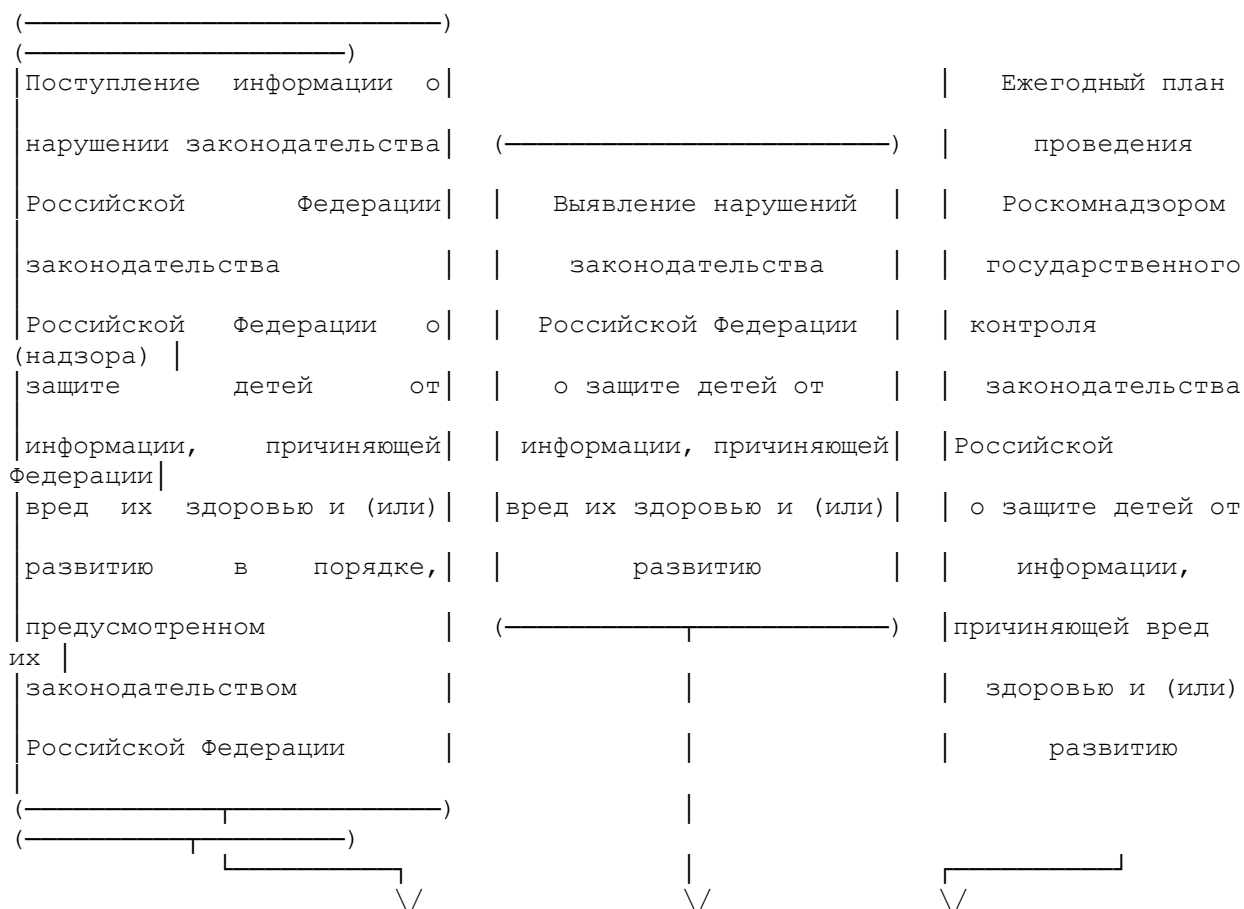 Поступление информации о Ежегодный план
нарушении законодательства проведения
Российской Федерации Выявление нарушений Роскомнадзором
законодательства законодательства государственного
Российской Федерации о Российской Федерации контроля
(надзора)
защите детей от о защите детей от законодательства
информации, причиняющей информации, причиняющей Российской
Федерации
вред их здоровью и (или) вред их здоровью и (или) о защите детей от
развитию в порядке, развитию информации,
предусмотренном причиняющей вред
их
законодательством здоровью и (или)
Российской Федерации развитию